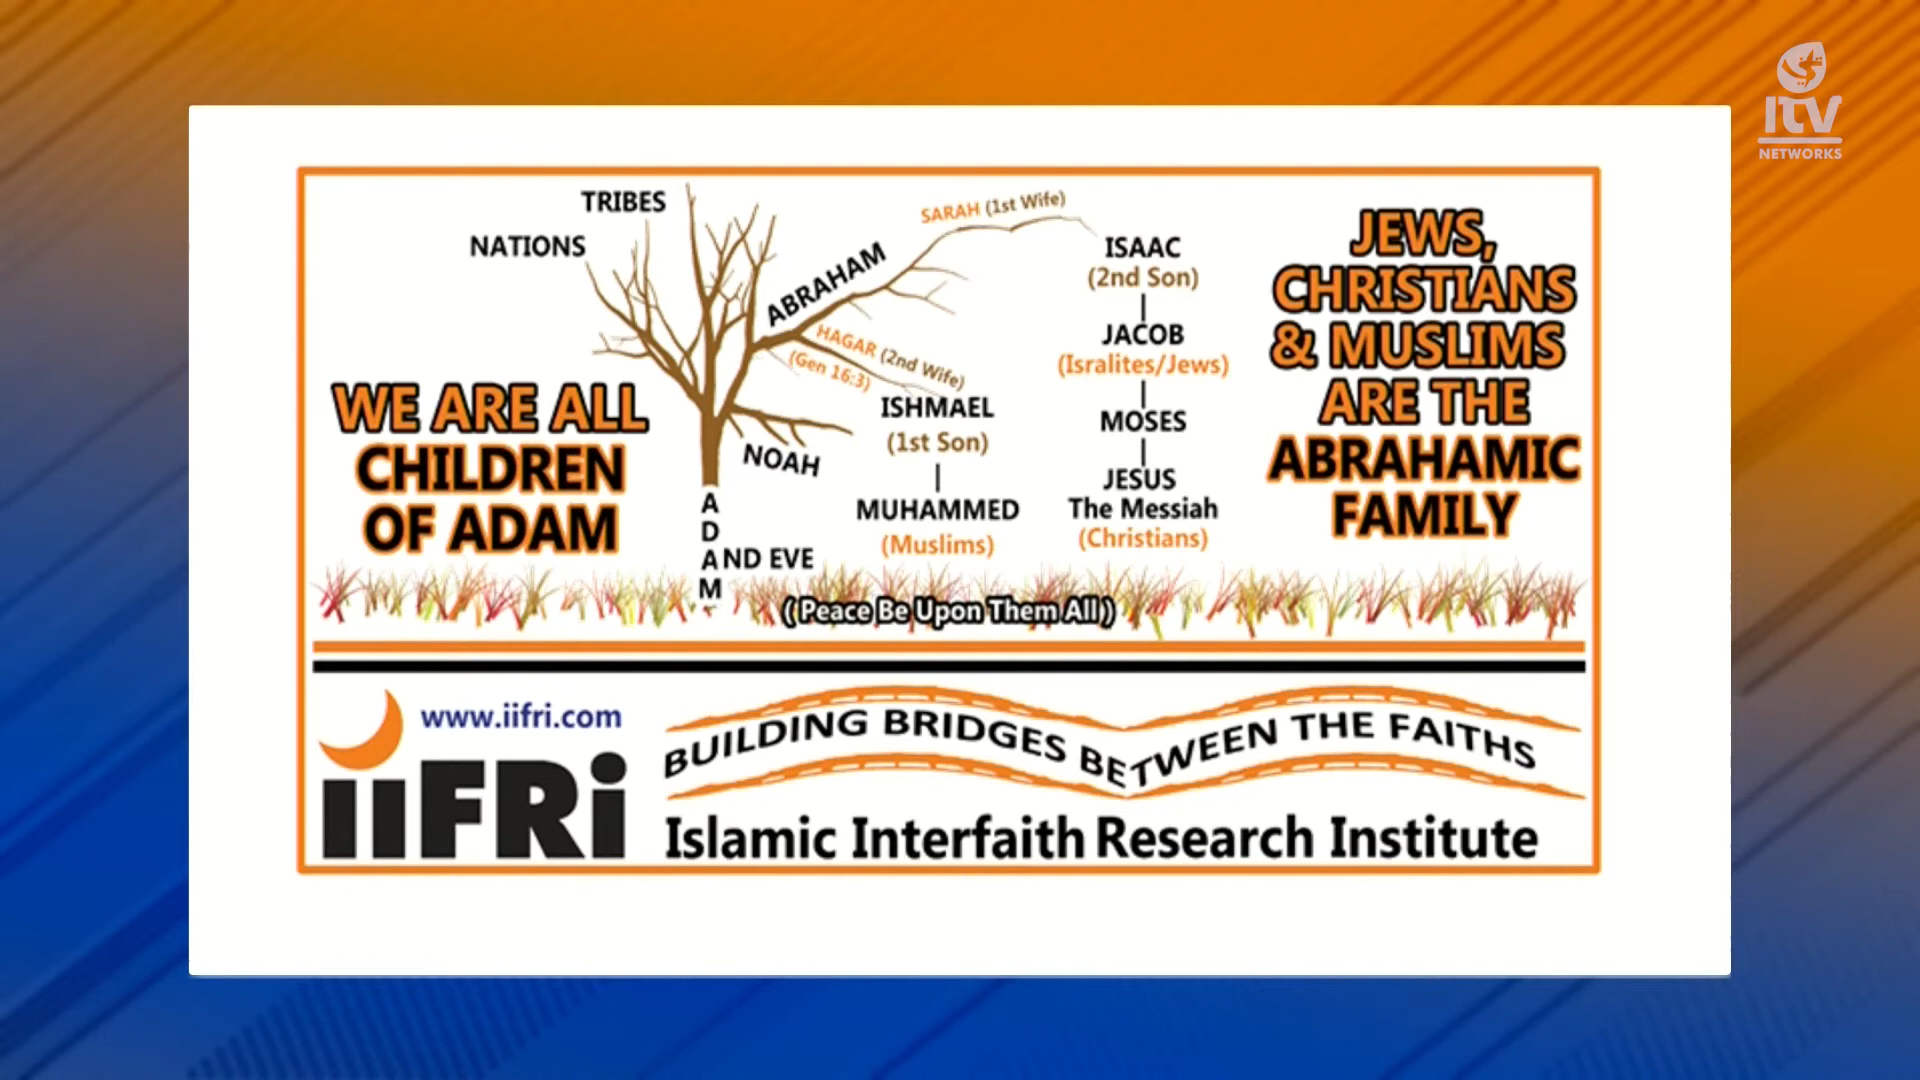 ITV
NETWORKS
TRIBES
NATIONS
ABRAHAM
SARAH (1st Wife)
HAGAR (2nd Wife)
(Gen 16:3)
ISAAC
(2nd Son)
JACOB
(Isralites/Jews)
MOSES
JESUS
The Messiah
(Christians)
ISHMAEL
(1st Son)
MUHAMMED
(Muslims)
NOAH
ADAM
AND EVE
(Peace Be Upon Them All)
WE ARE ALL
CHILDREN
OF ADAM
JEWS,
CHRISTIANS
& MUSLIMS
ARE THE
ABRAHAMIC
FAMILY
www.iifri.com
iiFRi
BUILDING BRIDGES BETWEEN THE FAITHS
Islamic Interfaith Research Institute